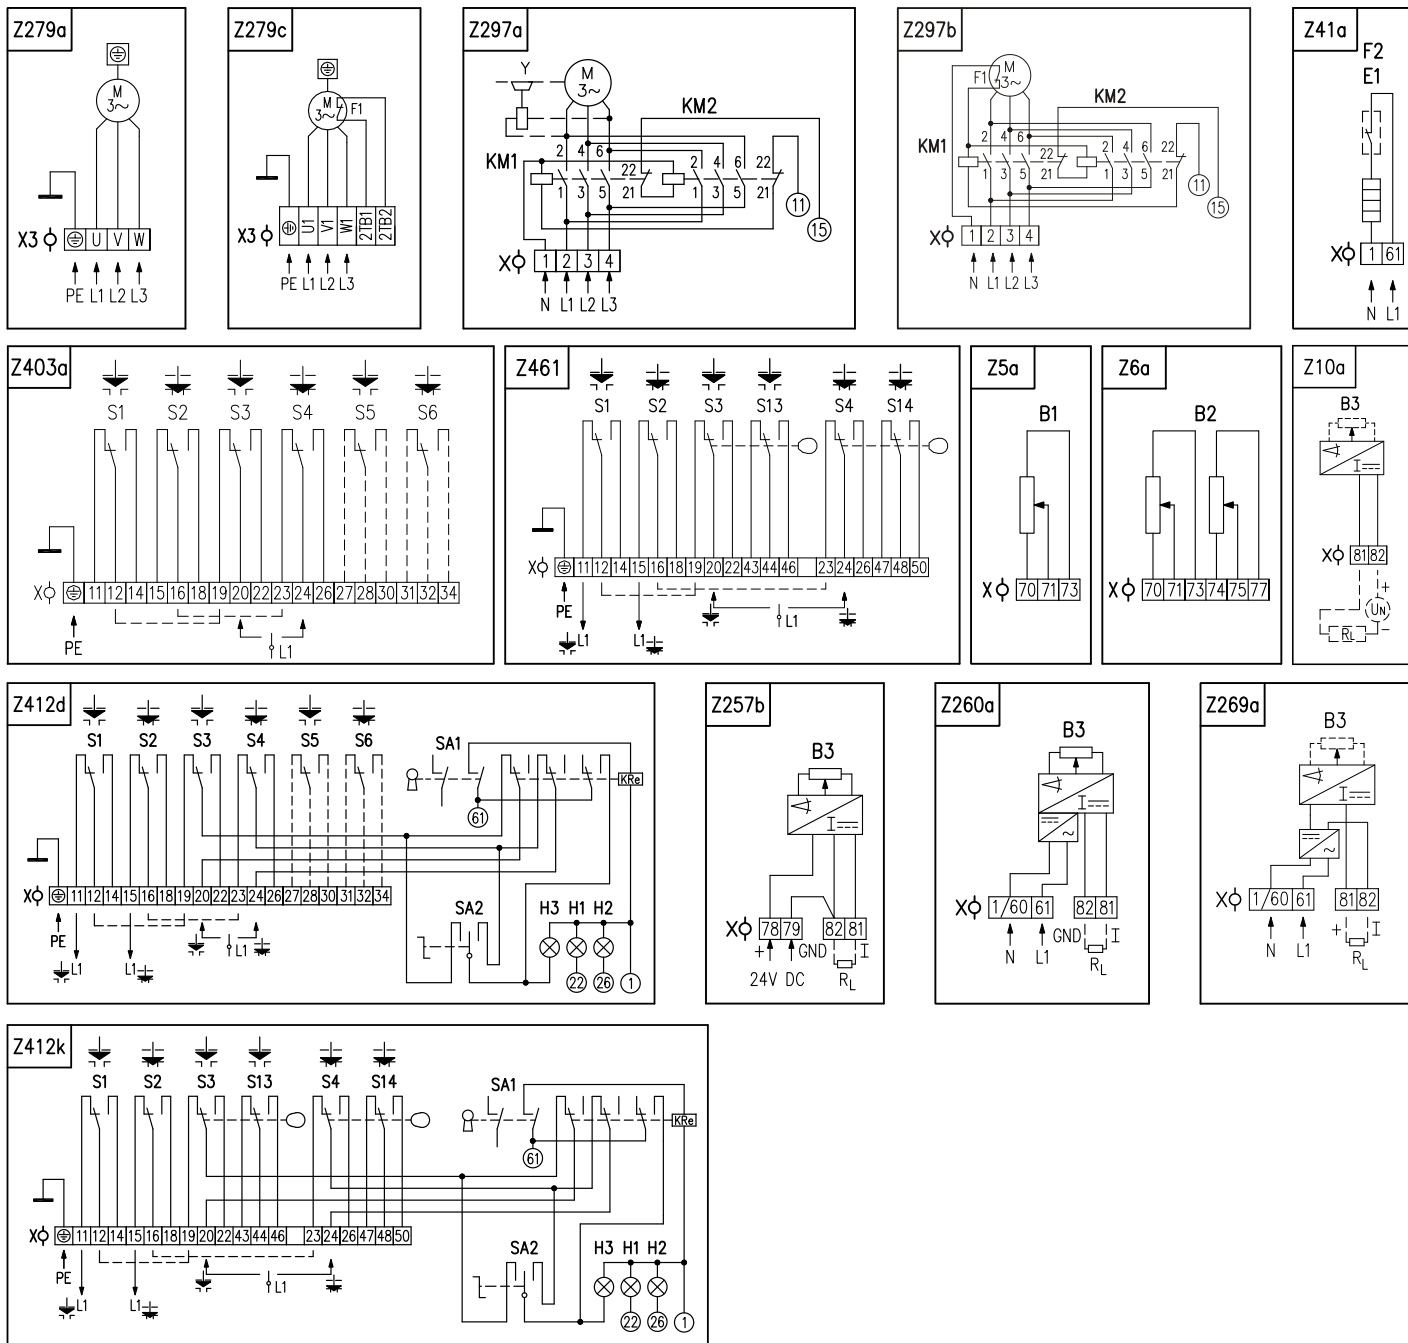 Z279a
M
3~
X3
U V W
PE L1 L2 L3
Z279c
M
3~
F1
X3
U1 V1 W1 2TB1 2TB2
PE L1 L2 L3
Z297a
Y
M
3~
KM2
KM1
2 4 6
22
2 4 6 22
1 3 5
21
1 3 5 21
11
15
X
1 2 3 4
N L1 L2 L3
Z297b
F1
M
3~
KM2
KM1
2 4 6
22
2 4 6 22
1 3 5
21
1 3 5 21
11
15
X
1 2 3 4
N L1 L2 L3
Z41a
F2
E1
X
1 61
N L1
Z403a
S1 S2 S3 S4 S5 S6
X
11 12 14 15 16 18 19 20 22 23 24 26 27 28 30 31 32 34
PE
L1
Z461
S1 S2 S3 S13 S4 S14
X
11 12 14 15 16 18 19 20 22 43 44 46 23 24 26 47 48 50
PE
L1 L1
L1
Z5a
B1
X
70 71 73
Z6a
B2
X
70 71 73 74 75 77
Z10a
B3
I
X
81 82
+
UN
-
RL
Z412d
S1 S2 S3 S4 S5 S6
SA1
KRe
61
X
11 12 14 15 16 18 19 20 22 23 24 26 27 28 30 31 32 34
PE
L1 L1
L1
SA2
H3 H1 H2
22 26 1
Z257b
B3
I
X
78 79 82 81
+ GND I
24V DC RL
Z260a
B3
I
~
X
1/60 61 82 81
N L1 GND I
RL
Z269a
B3
I
~
X
1/60 61 81 82
N L1 + I
RL
Z412k
S1 S2 S3 S13 S4 S14
SA1
KRe
61
X
11 12 14 15 16 18 19 20 22 43 44 46 23 24 26 47 48 50
PE
L1 L1
L1
SA2
H3 H1 H2
22 26 1